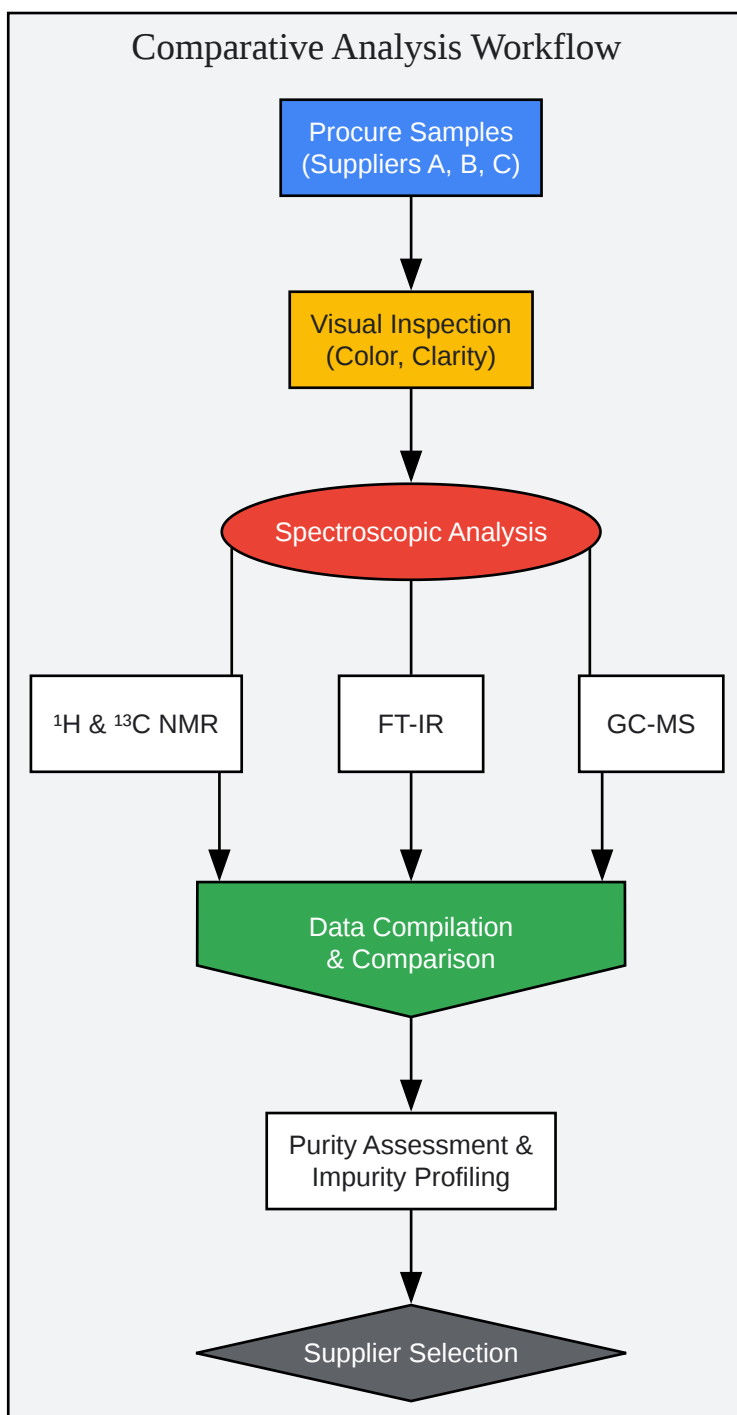 Comparative Analysis Workflow
Procure Samples
(Suppliers A, B, C)
Visual Inspection
(Color, Clarity)
Spectroscopic Analysis
¹H & ¹³C NMR
FT-IR
GC-MS
Data Compilation
& Comparison
Purity Assessment &
Impurity Profiling
Supplier Selection